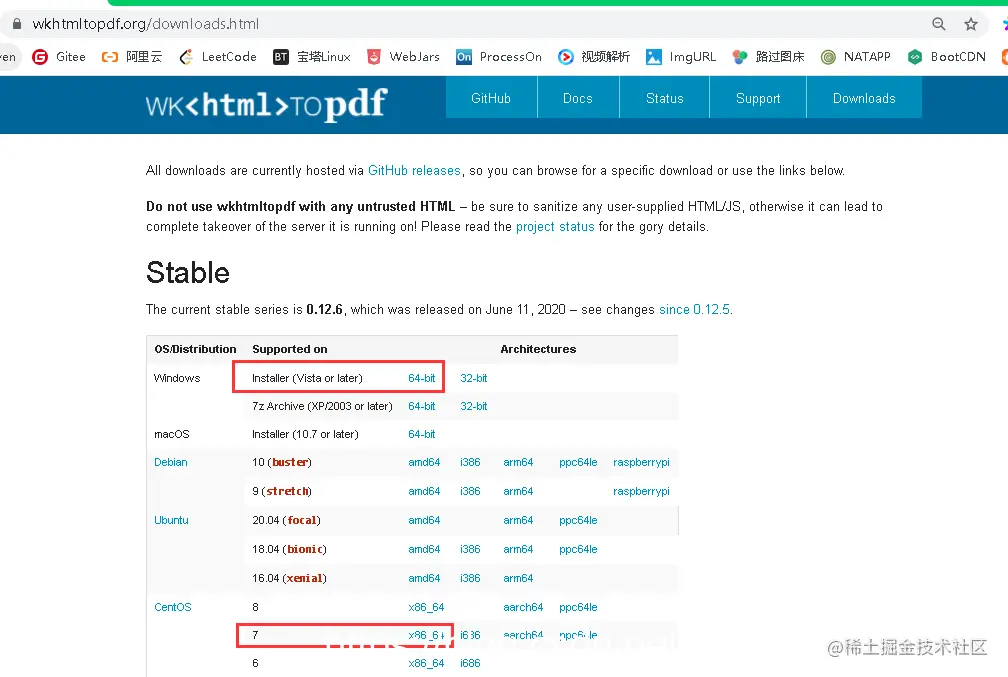 wkhtmltopdf.org/downloads.html
Gitee 阿里云 LeetCode BT 宝塔Linux WebJars On ProcessOn 视频解析 ImgURL 路过图床 NATAPP BootCDN
WK<html>TOpdf GitHub Docs Status Support Downloads
All downloads are currently hosted via GitHub releases, so you can browse for a specific download or use the links below.
Do not use wkhtmltopdf with any untrusted HTML – be sure to sanitize any user-supplied HTML/JS, otherwise it can lead to
complete takeover of the server it is running on! Please read the project status for the gory details.
Stable
The current stable series is 0.12.6, which was released on June 11, 2020 – see changes since 0.12.5.
OS/Distribution Supported on Architectures
Windows Installer (Vista or later) 64-bit 32-bit
7z Archive (XP/2003 or later) 64-bit 32-bit
macOS Installer (10.7 or later) 64-bit
Debian 10 (buster) amd64 i386 arm64 ppc64le raspberrypi
9 (stretch) amd64 i386 arm64 raspberrypi
Ubuntu 20.04 (focal) amd64 arm64 ppc64le
18.04 (bionic) amd64 i386 arm64 ppc64le
16.04 (xenial) amd64 i386 arm64
CentOS 8 x86_64 aarch64 ppc64le
7 x86_64 i686 aarch64 ppc64le
@稀土掘金技术社区
6 x86_64 i686